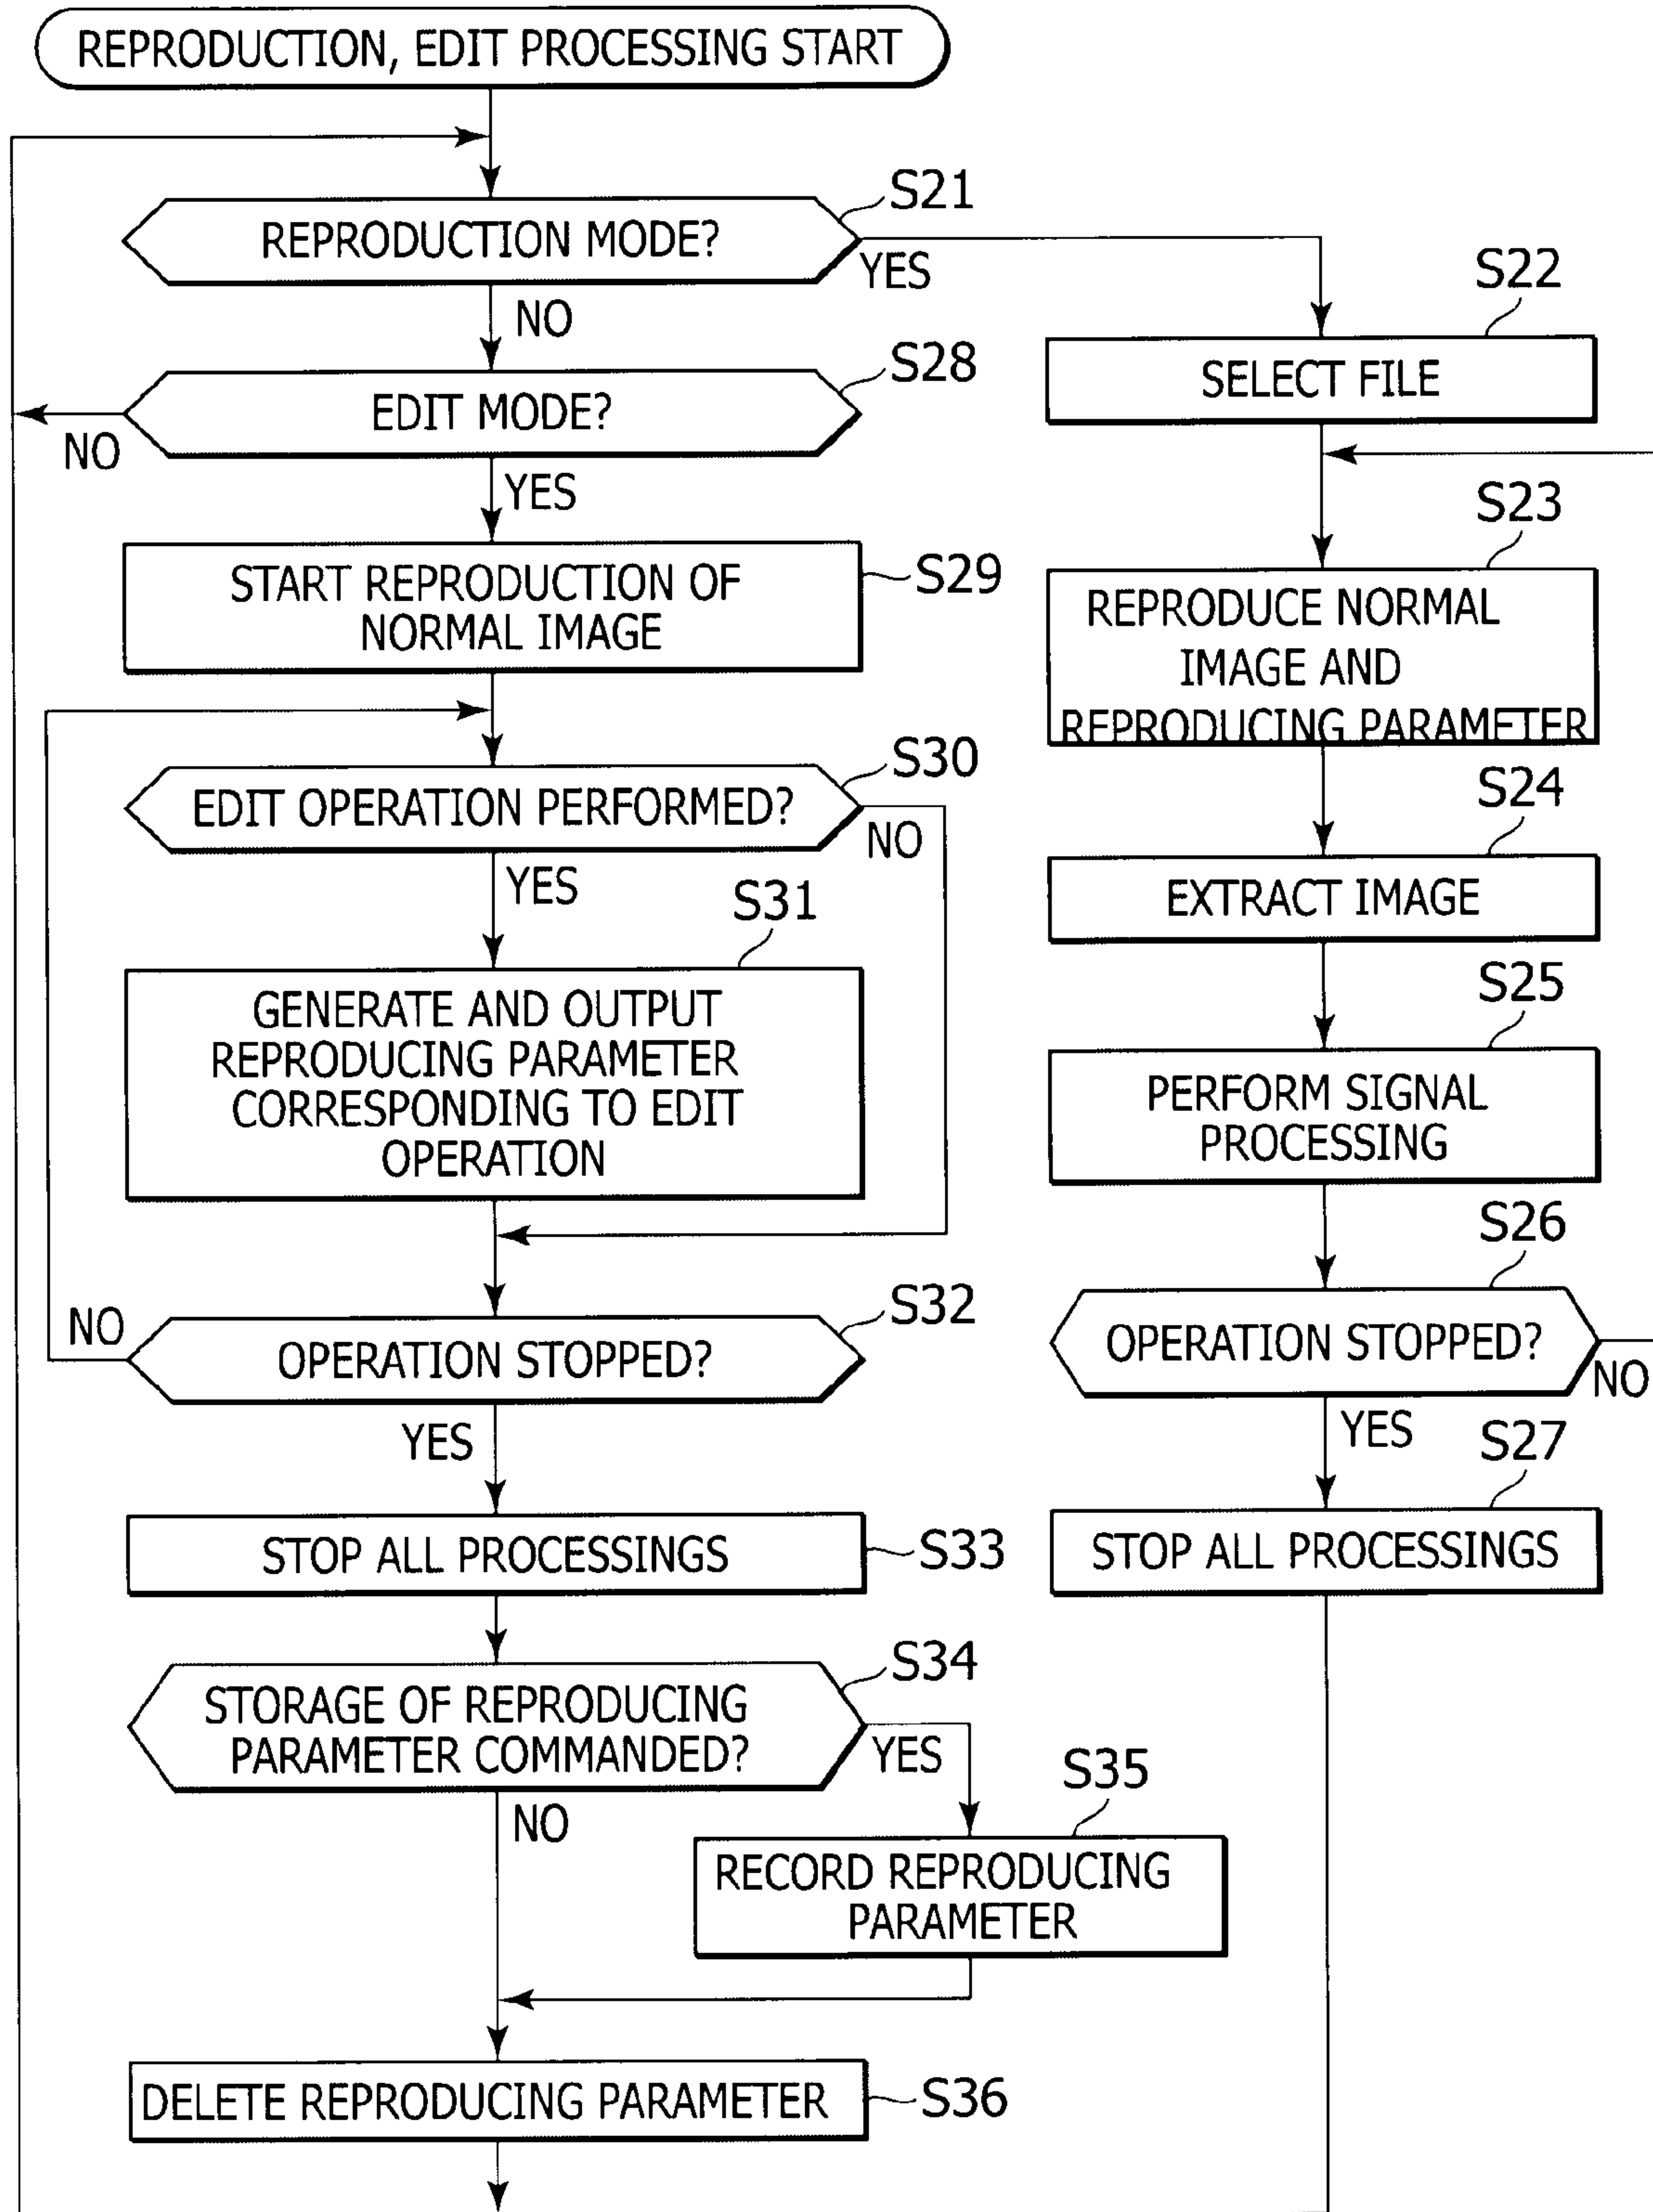 REPRODUCTION, EDIT PROCESSING START
S21
REPRODUCTION MODE?
YES
NO
S22
SELECT FILE
S28
EDIT MODE?
NO
YES
S23
REPRODUCE NORMAL
IMAGE AND
REPRODUCING PARAMETER
S29
START REPRODUCTION OF
NORMAL IMAGE
S30
EDIT OPERATION PERFORMED?
NO
YES
S24
EXTRACT IMAGE
S31
GENERATE AND OUTPUT
REPRODUCING PARAMETER
CORRESPONDING TO EDIT
OPERATION
S25
PERFORM SIGNAL
PROCESSING
S26
OPERATION STOPPED?
NO
YES
S32
NO
OPERATION STOPPED?
YES
S27
STOP ALL PROCESSINGS
STOP ALL PROCESSINGS
S33
S34
STORAGE OF REPRODUCING
PARAMETER COMMANDED?
YES
NO
S35
RECORD REPRODUCING
PARAMETER
DELETE REPRODUCING PARAMETER
S36